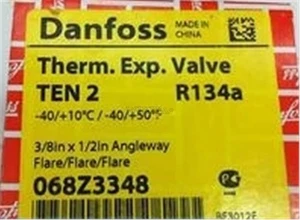 Danfoss
MADE IN
CHINA
Therm. Exp. Valve
TEN 2 R134a
-40/+10°C / -40/+50°F
3/8in x 1/2in Angleway
Flare/Flare/Flare
068Z3348